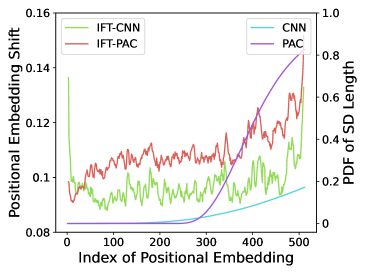 0.16
0.14
0.12
0.1
0.08
Positional Embedding Shift
IFT-CNN
IFT-PAC
CNN
PAC
1.0
0.8
0.6
0.4
0.2
0
PDF of SD Length
0 100 200 300 400 500
Index of Positional Embedding